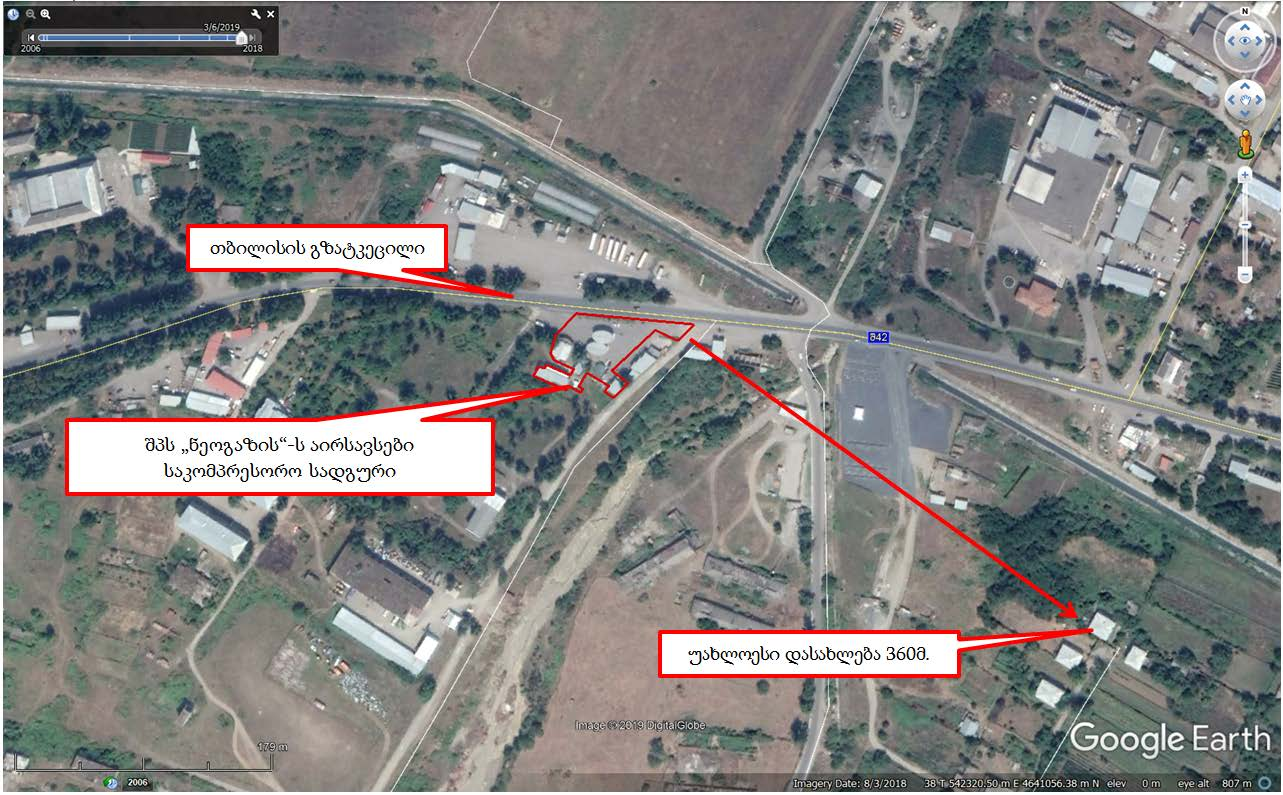 3/6/2019
2006
2018
N
თბილისის გზატკეცილი
შ42
შპს „ნეოგაზის“-ს აირსავსები
საკომპრესორო სადგური
უახლოესი დასახლება 360მ.
Image © 2019 DigitalGlobe
Google Earth
179 m
2006
Imagery Date: 8/3/2018 38 T 542320.50 m E 4641056.38 m N elev 0 m eye alt 807 m